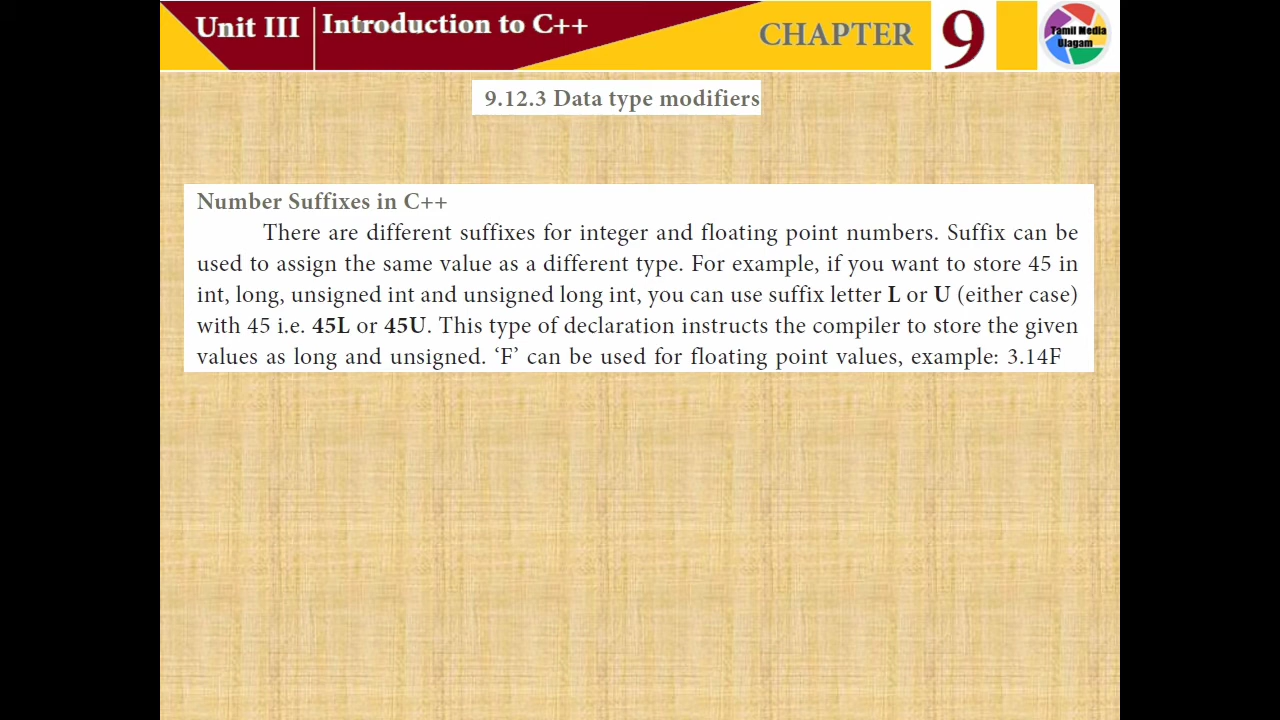 Unit III
Introduction to C++
CHAPTER
9
Tamil Media
Ulagam
9.12.3 Data type modifiers
Number Suffixes in C++
There are different suffixes for integer and floating point numbers. Suffix can be
used to assign the same value as a different type. For example, if you want to store 45 in
int, long, unsigned int and unsigned long int, you can use suffix letter L or U (either case)
with 45 i.e. 45L or 45U. This type of declaration instructs the compiler to store the given
values as long and unsigned. ‘F’ can be used for floating point values, example: 3.14F